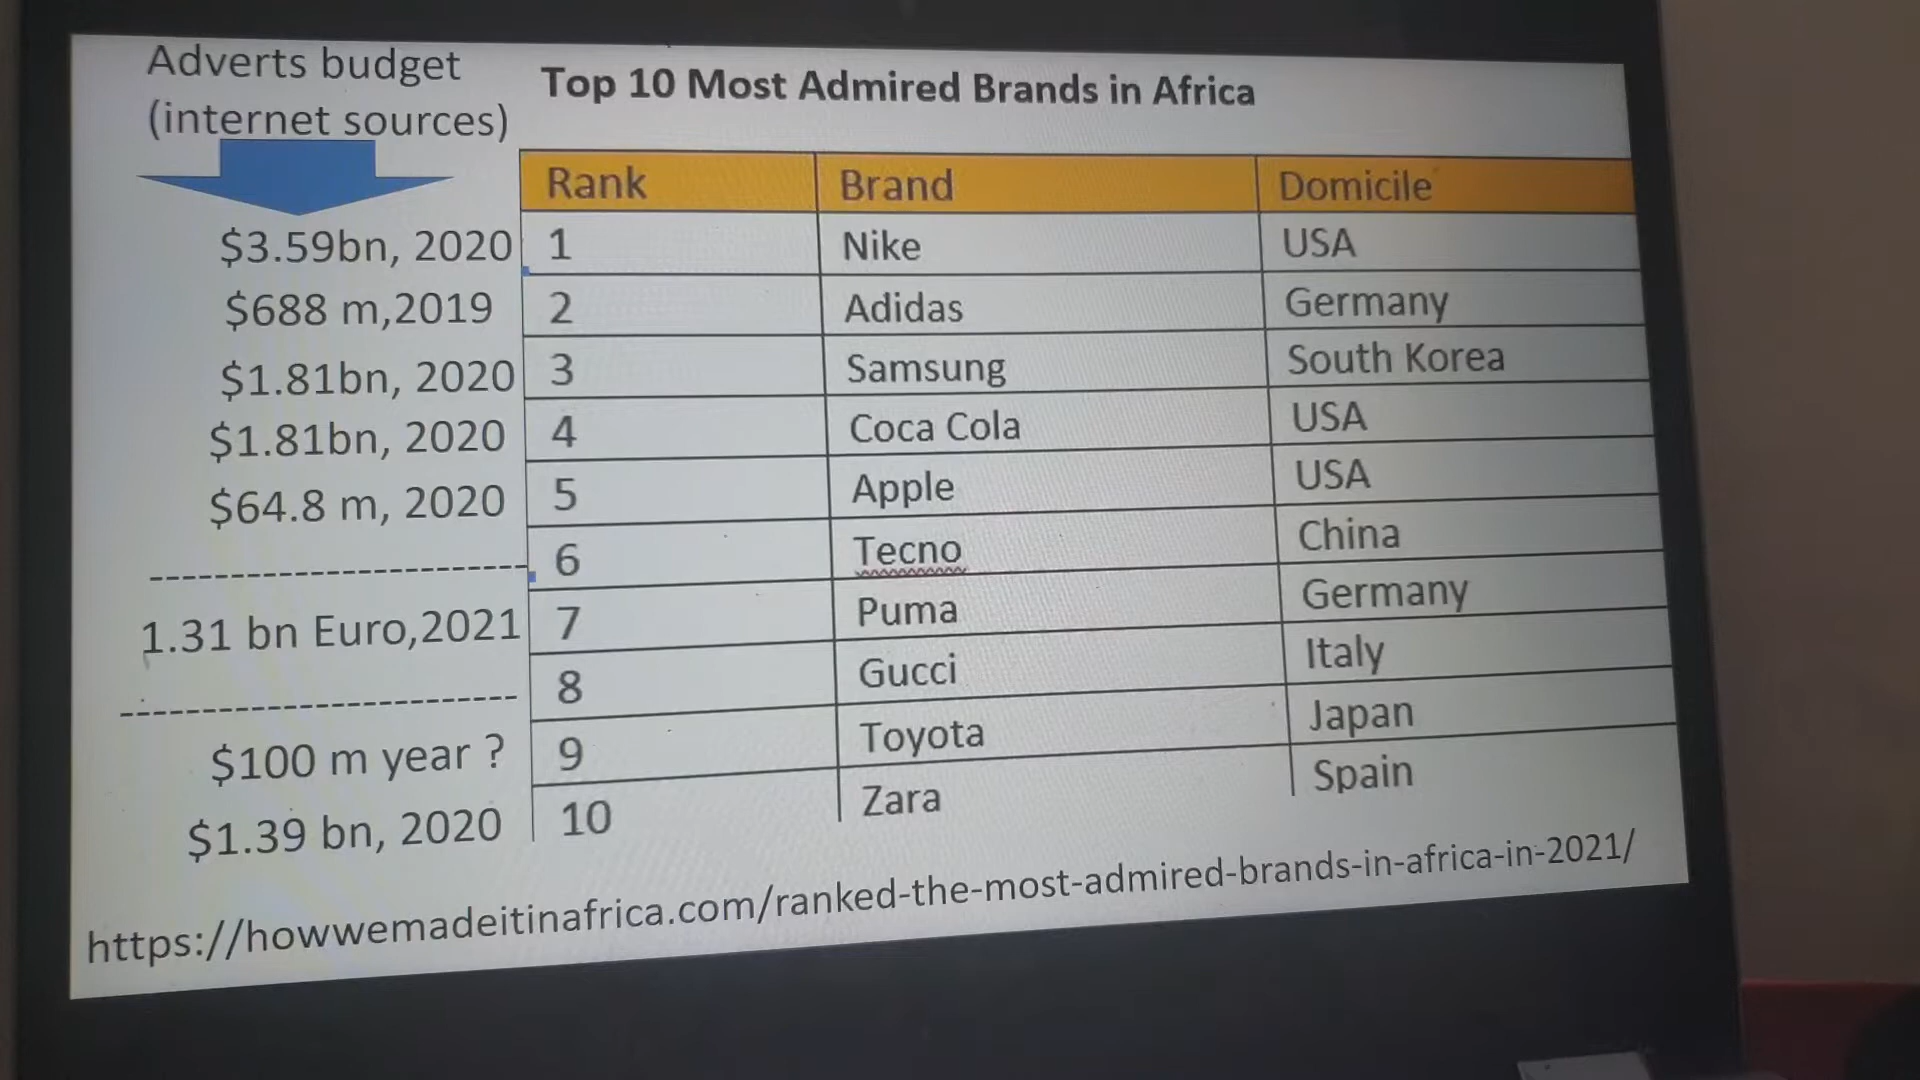 Adverts budget
(internet sources)
Top 10 Most Admired Brands in Africa
Rank Brand Domicile
$3.59bn, 2020 1 Nike USA
$688 m,2019 2 Adidas Germany
$1.81bn, 2020 3 Samsung South Korea
$1.81bn, 2020 4 Coca Cola USA
$64.8 m, 2020 5 Apple USA
------------------------ 6 Tecno China
1.31 bn Euro,2021 7 Puma Germany
------------------------- 8 Gucci Italy
$100 m year ? 9 Toyota Japan
$1.39 bn, 2020 10 Zara Spain
https://howwemadeitinafrica.com/ranked-the-most-admired-brands-in-africa-in-2021/